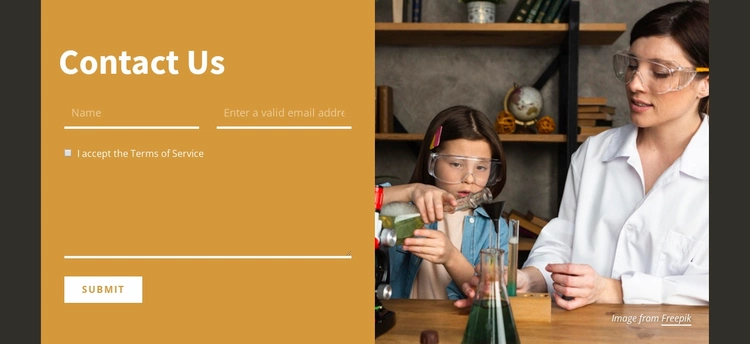 Contact Us
Name
Enter a valid email addre
I accept the Terms of Service
SUBMIT
Image from Freepik